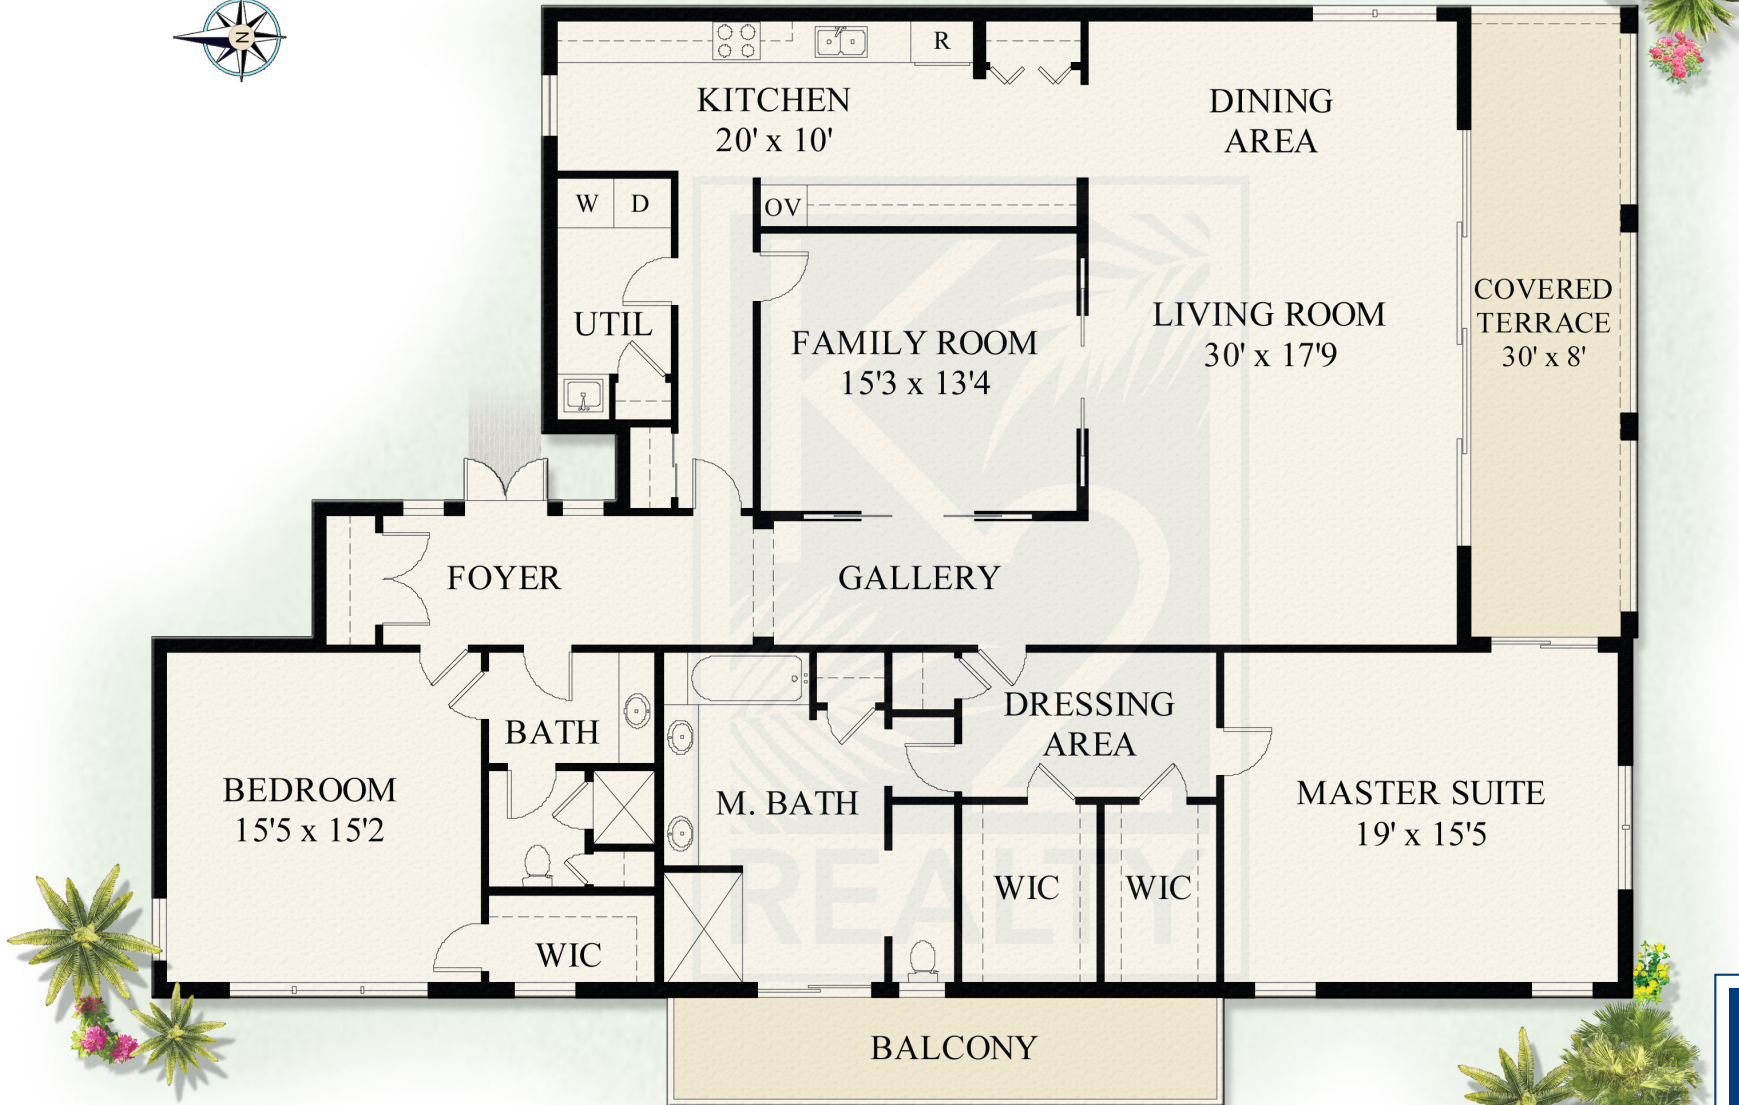 N
R
KITCHEN
20' x 10'
DINING
AREA
W D
OV
UTIL
FAMILY ROOM
15'3 x 13'4
LIVING ROOM
30' x 17'9
COVERED
TERRACE
30' x 8'
FOYER
GALLERY
BATH
DRESSING
AREA
BEDROOM
15'5 x 15'2
M. BATH
MASTER SUITE
19' x 15'5
WIC
WIC
WIC
BALCONY
K2
REALTY